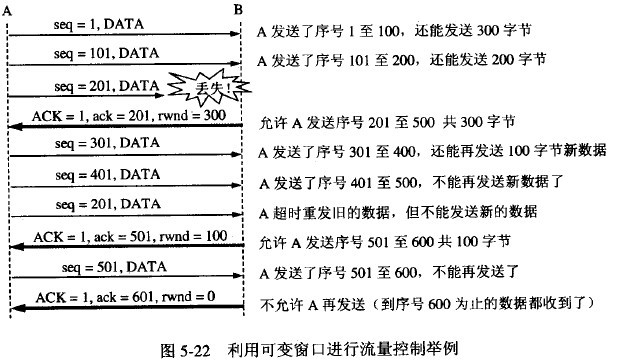 A B
seq = 1, DATA A 发送了序号 1 至 100，还能发送 300 字节
seq = 101, DATA A 发送了序号 101 至 200，还能发送 200 字节
seq = 201, DATA 丢失！
ACK = 1, ack = 201, rwnd = 300 允许 A 发送序号 201 至 500 共 300 字节
seq = 301, DATA A 发送了序号 301 至 400，还能再发送 100 字节新数据
seq = 401, DATA A 发送了序号 401 至 500，不能再发送新数据了
seq = 201, DATA A 超时重发旧的数据，但不能发送新的数据
ACK = 1, ack = 501, rwnd = 100 允许 A 发送序号 501 至 600 共 100 字节
seq = 501, DATA A 发送了序号 501 至 600，不能再发送了
ACK = 1, ack = 601, rwnd = 0 不允许 A 再发送（到序号 600 为止的数据都收到了）
图 5-22 利用可变窗口进行流量控制举例